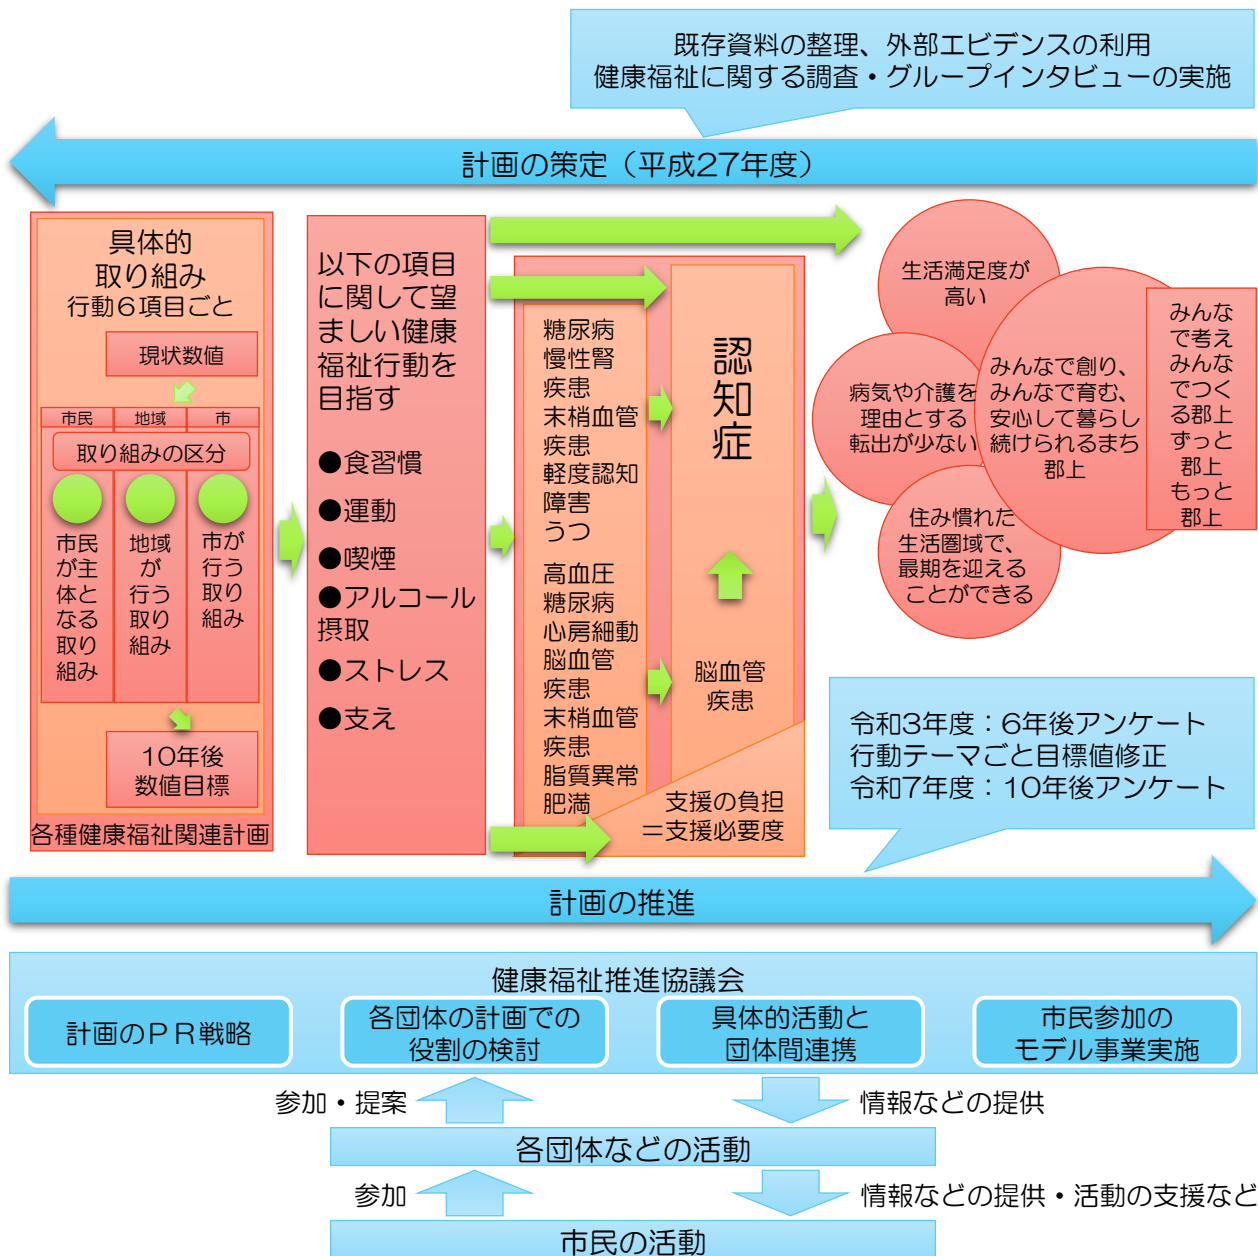 既存資料の整理、外部エビデンスの利用
健康福祉に関する調査・グループインタビューの実施
計画の策定（平成27年度）
具体的
取り組み
行動６項目ごと
現状数値
市民
地域
市
取り組みの区分
市民
が主
体と
なる
取り
組み
地域
が
行う
取り
組み
市が
行う
取り
組み
10年後
数値目標
各種健康福祉関連計画
以下の項目
に関して望
ましい健康
福祉行動を
目指す
●食習慣
●運動
●喫煙
●アルコール
摂取
●ストレス
●支え
糖尿病
慢性腎
疾患
末梢血管
疾患
軽度認知
障害
うつ
高血圧
糖尿病
心房細動
脳血管
疾患
末梢血管
疾患
脂質異常
肥満
認知症
脳血管
疾患
支援の負担
＝支援必要度
生活満足度が
高い
病気や介護を
理由とする
転出が少ない
住み慣れた
生活圏域で、
最期を迎える
ことができる
みんなで創り、
みんなで育む、
安心して暮らし
続けられるまち
郡上
みんな
で考え
みんな
でつく
る郡上
ずっと
郡上
もっと
郡上
令和3年度：6年後アンケート
行動テーマごと目標値修正
令和7年度：10年後アンケート
計画の推進
健康福祉推進協議会
計画のＰＲ戦略
各団体の計画での
役割の検討
具体的活動と
団体間連携
市民参加の
モデル事業実施
参加・提案
情報などの提供
各団体などの活動
参加
情報などの提供・活動の支援など
市民の活動